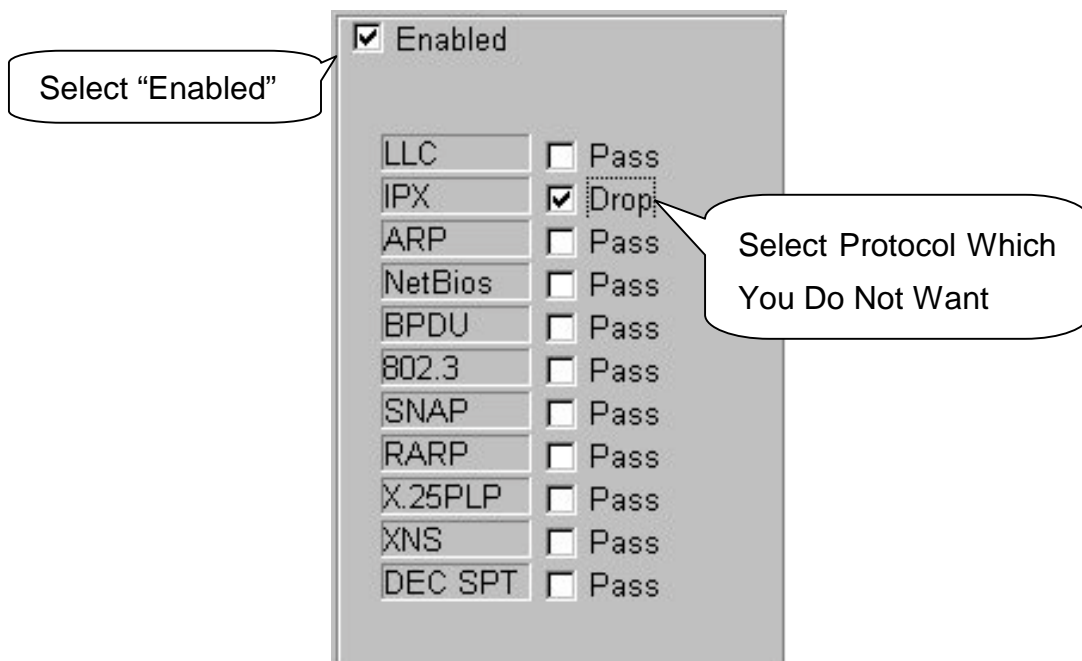 Enabled
Select “Enabled”
LLC Pass
IPX Drop
ARP Pass
Select Protocol Which
You Do Not Want
NetBios Pass
BPDU Pass
802.3 Pass
SNAP Pass
RARP Pass
X.25PLP Pass
XNS Pass
DEC SPT Pass